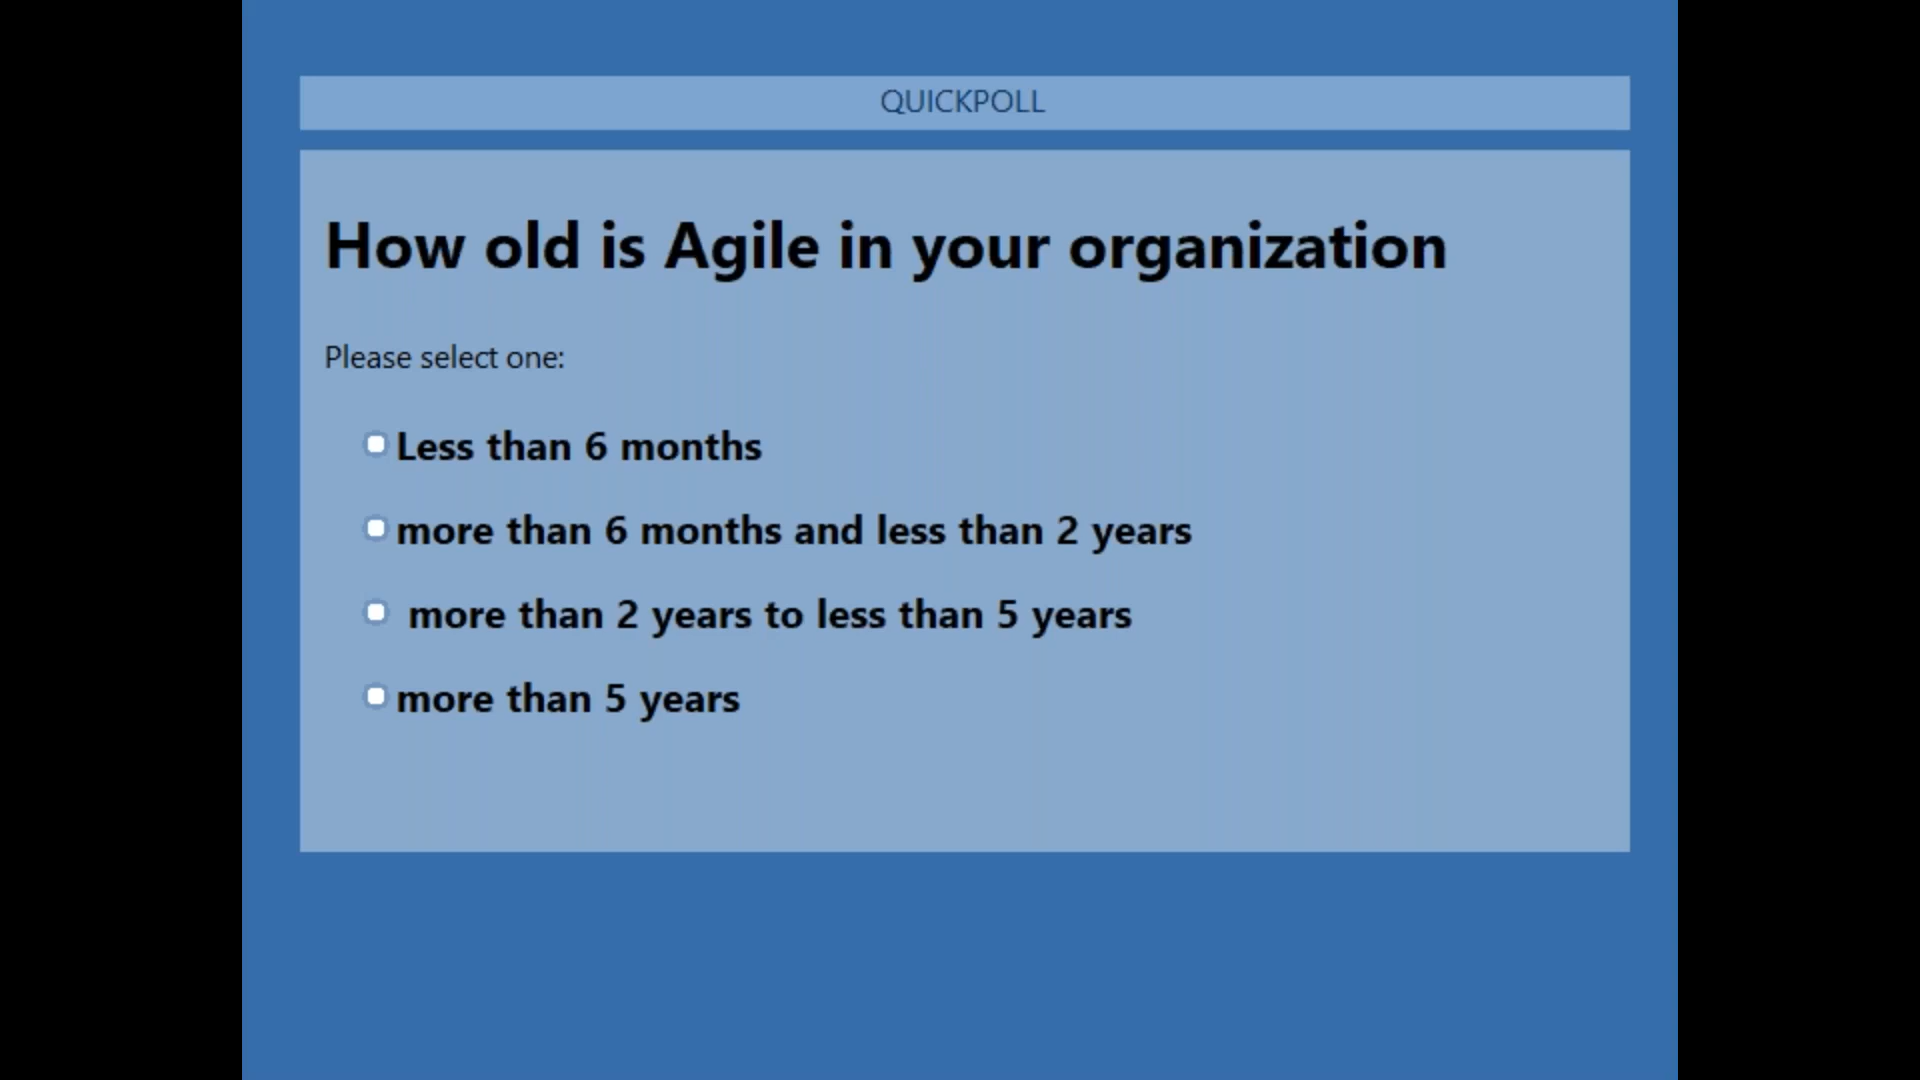 QUICKPOLL
How old is Agile in your organization
Please select one:
Less than 6 months
more than 6 months and less than 2 years
more than 2 years to less than 5 years
more than 5 years